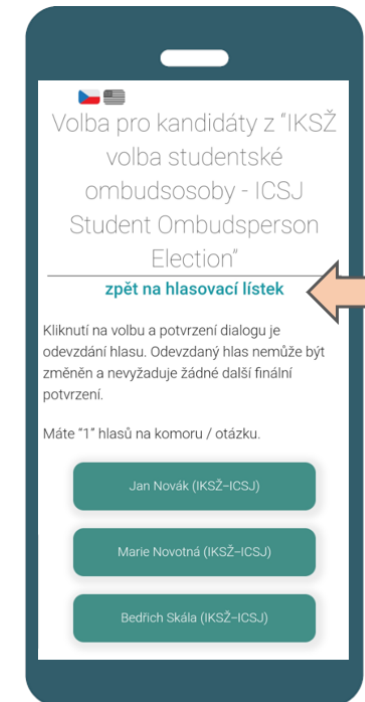 Volba pro kandidáty z "IKSŽ
volba studentské
ombudsosoby - ICSJ
Student Ombudsperson
Election"
zpět na hlasovací lístek
Kliknutí na volbu a potvrzení dialogu je
odevzdání hlasu. Odevzdaný hlas nemůže být
změněn a nevyžaduje žádné další finální
potvrzení.
Máte "1" hlasů na komoru / otázku.
Jan Novák (IKSŽ–ICSJ)
Marie Novotná (IKSŽ–ICSJ)
Bedřich Skála (IKSŽ–ICSJ)